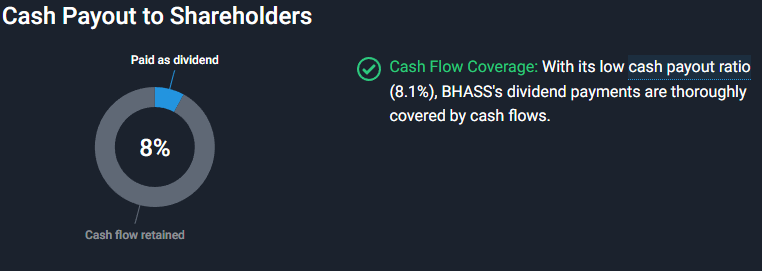 Cash Payout to Shareholders
Paid as dividend
8%
Cash flow retained
Cash Flow Coverage: With its low cash payout ratio
(8.1%), BHASS's dividend payments are thoroughly
covered by cash flows.